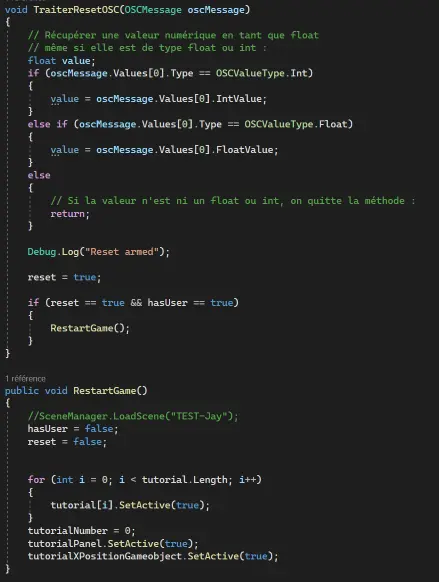 void TraiterResetOSC(OSCMessage oscMessage)
{
// Récupérer une valeur numérique en tant que float
// même si elle est de type float ou int :
float value;
if (oscMessage.Values[0].Type == OSCValueType.Int)
{
value = oscMessage.Values[0].IntValue;
}
else if (oscMessage.Values[0].Type == OSCValueType.Float)
{
value = oscMessage.Values[0].FloatValue;
}
else
{
// Si la valeur n'est ni un float ou int, on quitte la méthode :
return;
}
Debug.Log("Reset armed");
reset = true;
if (reset == true && hasUser == true)
{
RestartGame();
}
}
1 référence
public void RestartGame()
{
//SceneManager.LoadScene("TEST-Jay");
hasUser = false;
reset = false;
for (int i = 0; i < tutorial.Length; i++)
{
tutorial[i].SetActive(true);
}
tutorialNumber = 0;
tutorialPanel.SetActive(true);
tutorialXPositionGameobject.SetActive(true);
}